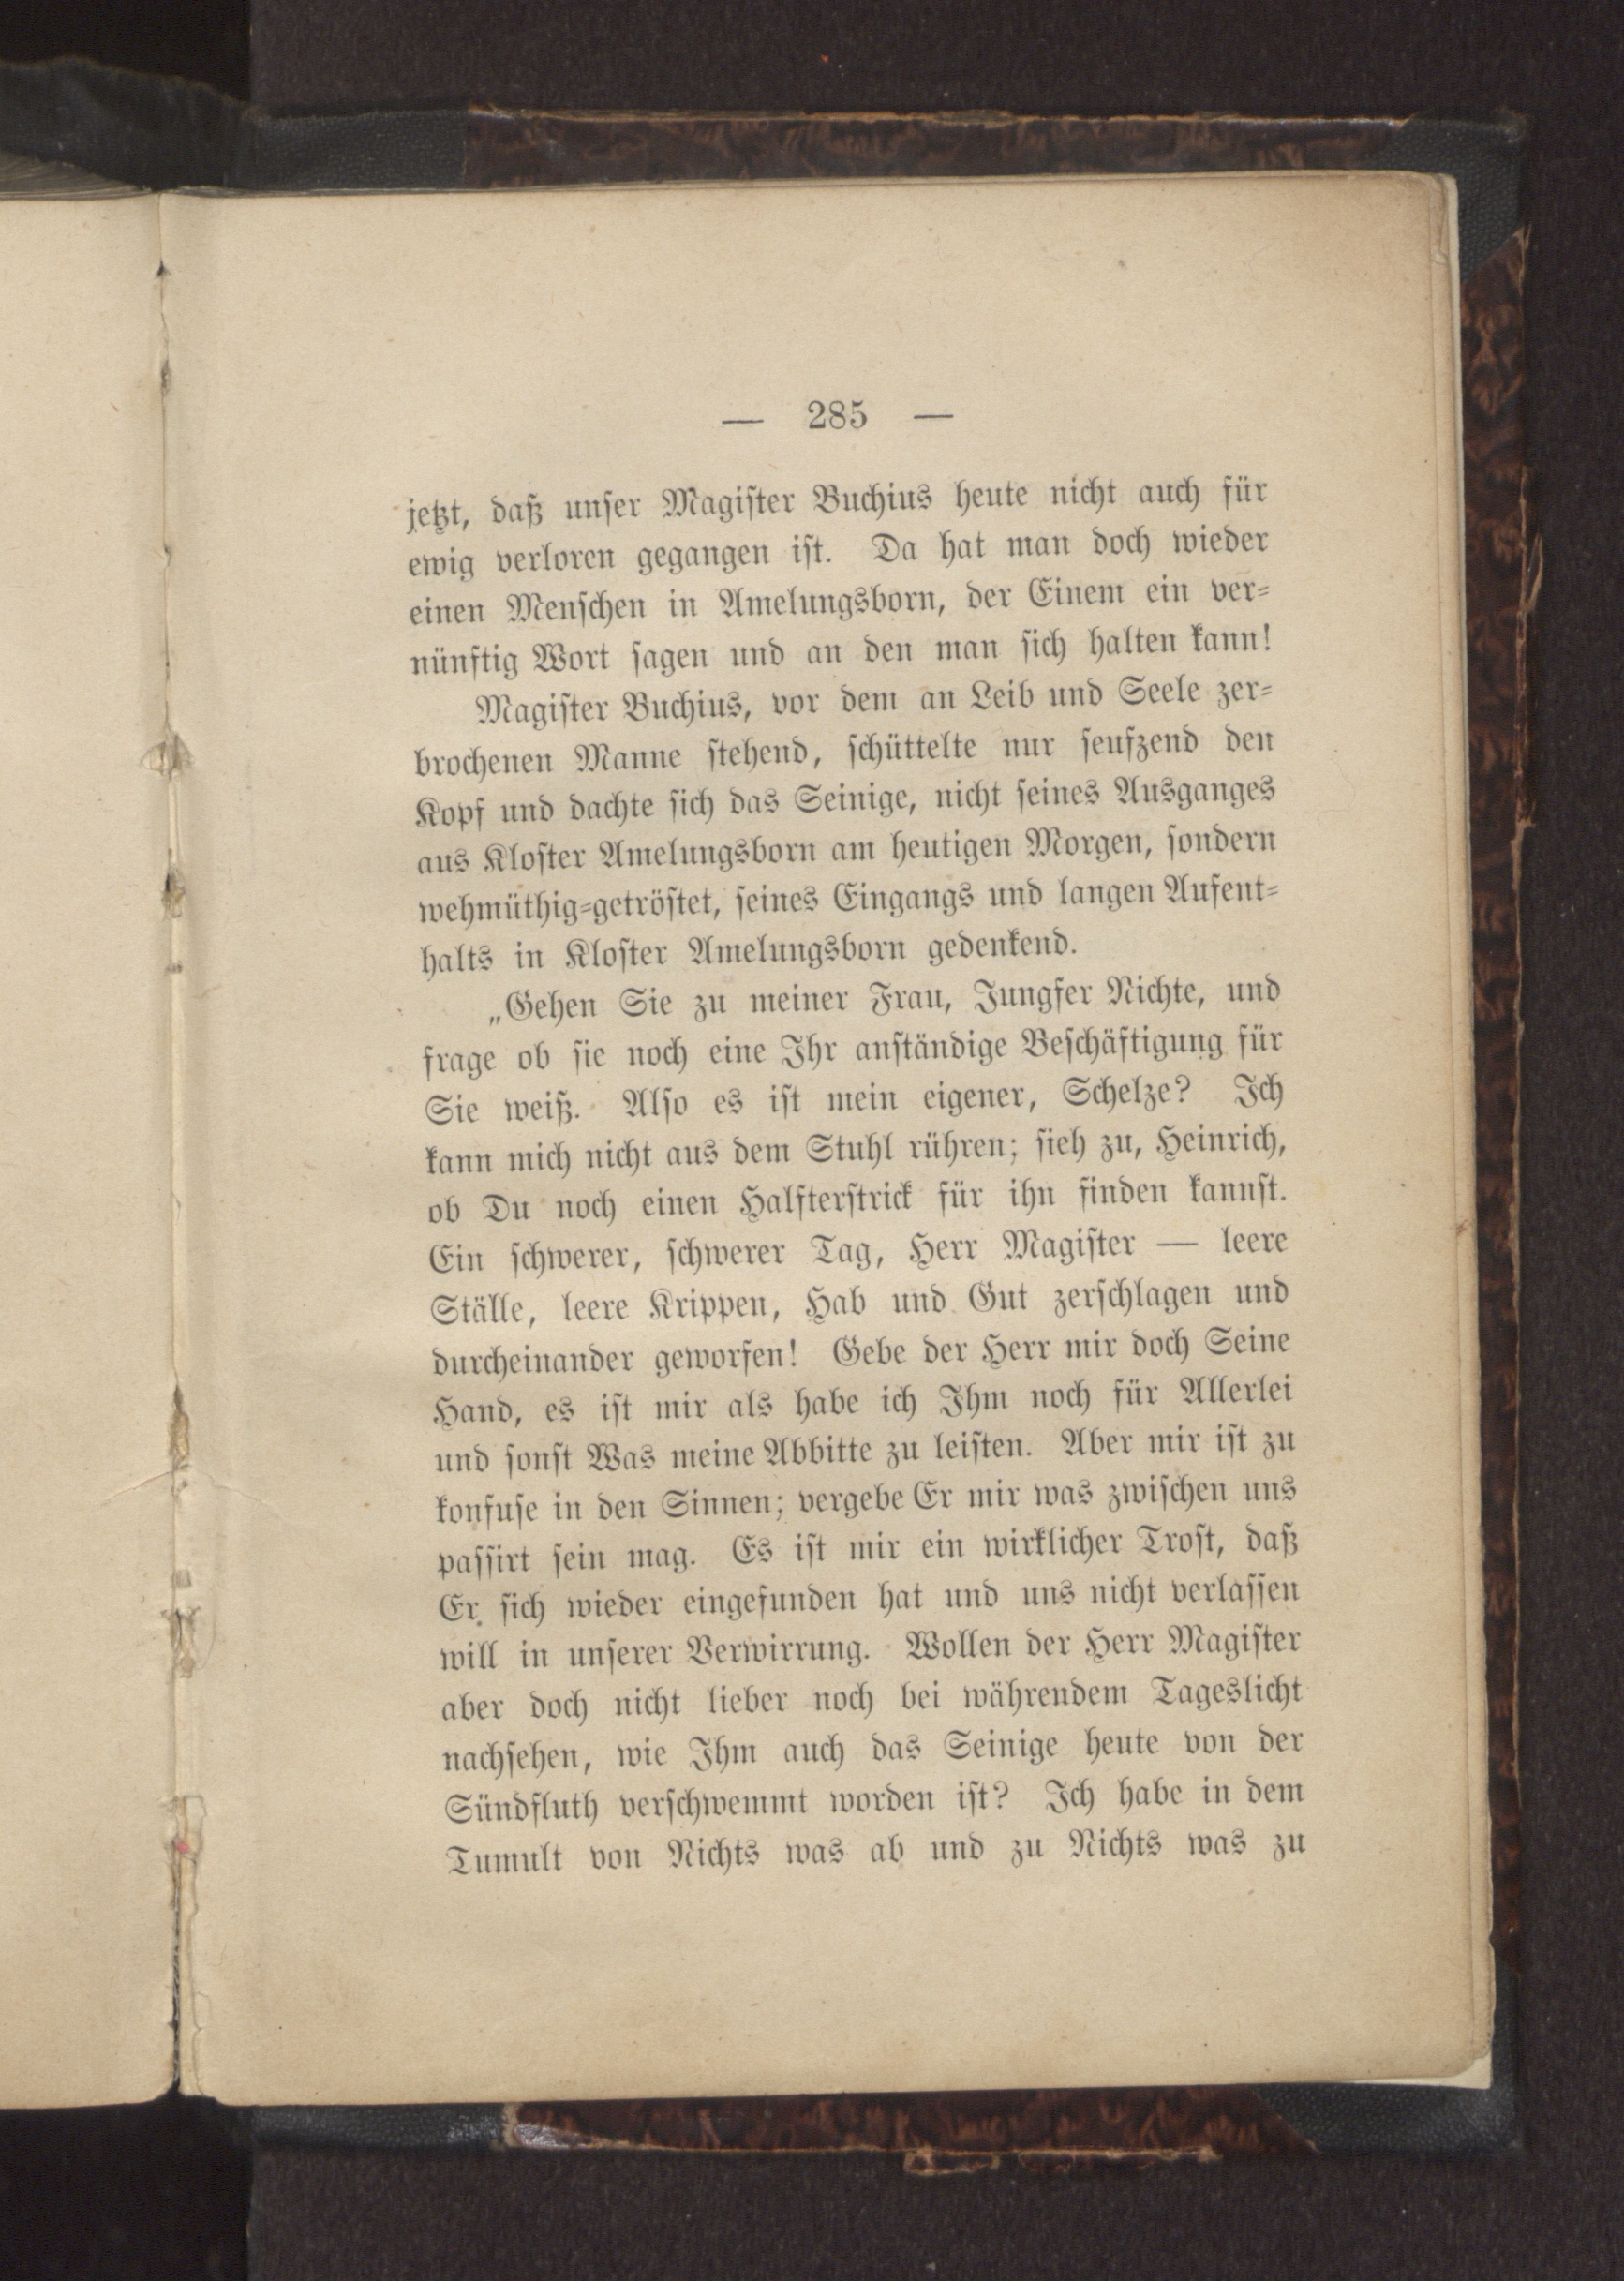 — 285 —
jetzt, daß unser Magister Buchius heute nicht auch für
ewig verloren gegangen ist. Da hat man doch wieder
einen Menschen in Amelungsborn, der Einem ein ver-
nünftig Wort sagen und an den man sich halten kann!
Magister Buchius, vor dem an Leib und Seele zer-
brochenen Manne stehend, schüttelte nur seufzend den
Kopf und dachte sich das Seinige, nicht seines Ausganges
aus Kloster Amelungsborn am heutigen Morgen, sondern
wehmüthig-getröstet, seines Eingangs und langen Aufent-
halts in Kloster Amelungsborn gedenkend.
„Gehen Sie zu meiner Frau, Jungfer Nichte, und
frage ob sie noch eine Ihr anständige Beschäftigung für
Sie weiß. Also es ist mein eigener, Schelze? Ich
kann mich nicht aus dem Stuhl rühren; sieh zu, Heinrich,
ob Du noch einen Halfterstrick für ihn finden kannst.
Ein schwerer, schwerer Tag, Herr Magister — leere
Ställe, leere Krippen, Hab und Gut zerschlagen und
durcheinander geworfen! Gebe der Herr mir doch Seine
Hand, es ist mir als habe ich Ihm noch für Allerlei
und sonst Was meine Abbitte zu leisten. Aber mir ist zu
konfuse in den Sinnen; vergebe Er mir was zwischen uns
passirt sein mag. Es ist mir ein wirklicher Trost, daß
Er sich wieder eingefunden hat und uns nicht verlassen
will in unserer Verwirrung. Wollen der Herr Magister
aber doch nicht lieber noch bei währendem Tageslicht
nachsehen, wie Ihm auch das Seinige heute von der
Sündfluth verschwemmt worden ist? Ich habe in dem
Tumult von Nichts was ab und zu Nichts was zu